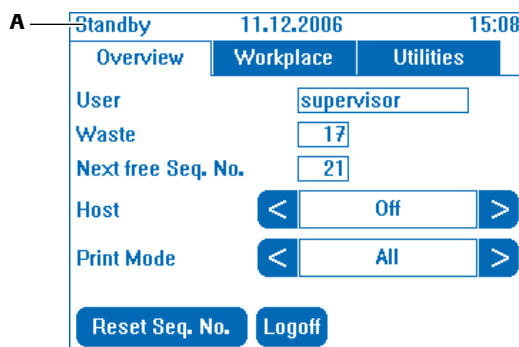 A
Standby 11.12.2006 15:08
Overview Workplace Utilities
User supervisor
Waste 17
Next free Seq. No. 21
Host < Off >
Print Mode < All >
Reset Seq. No. Logoff